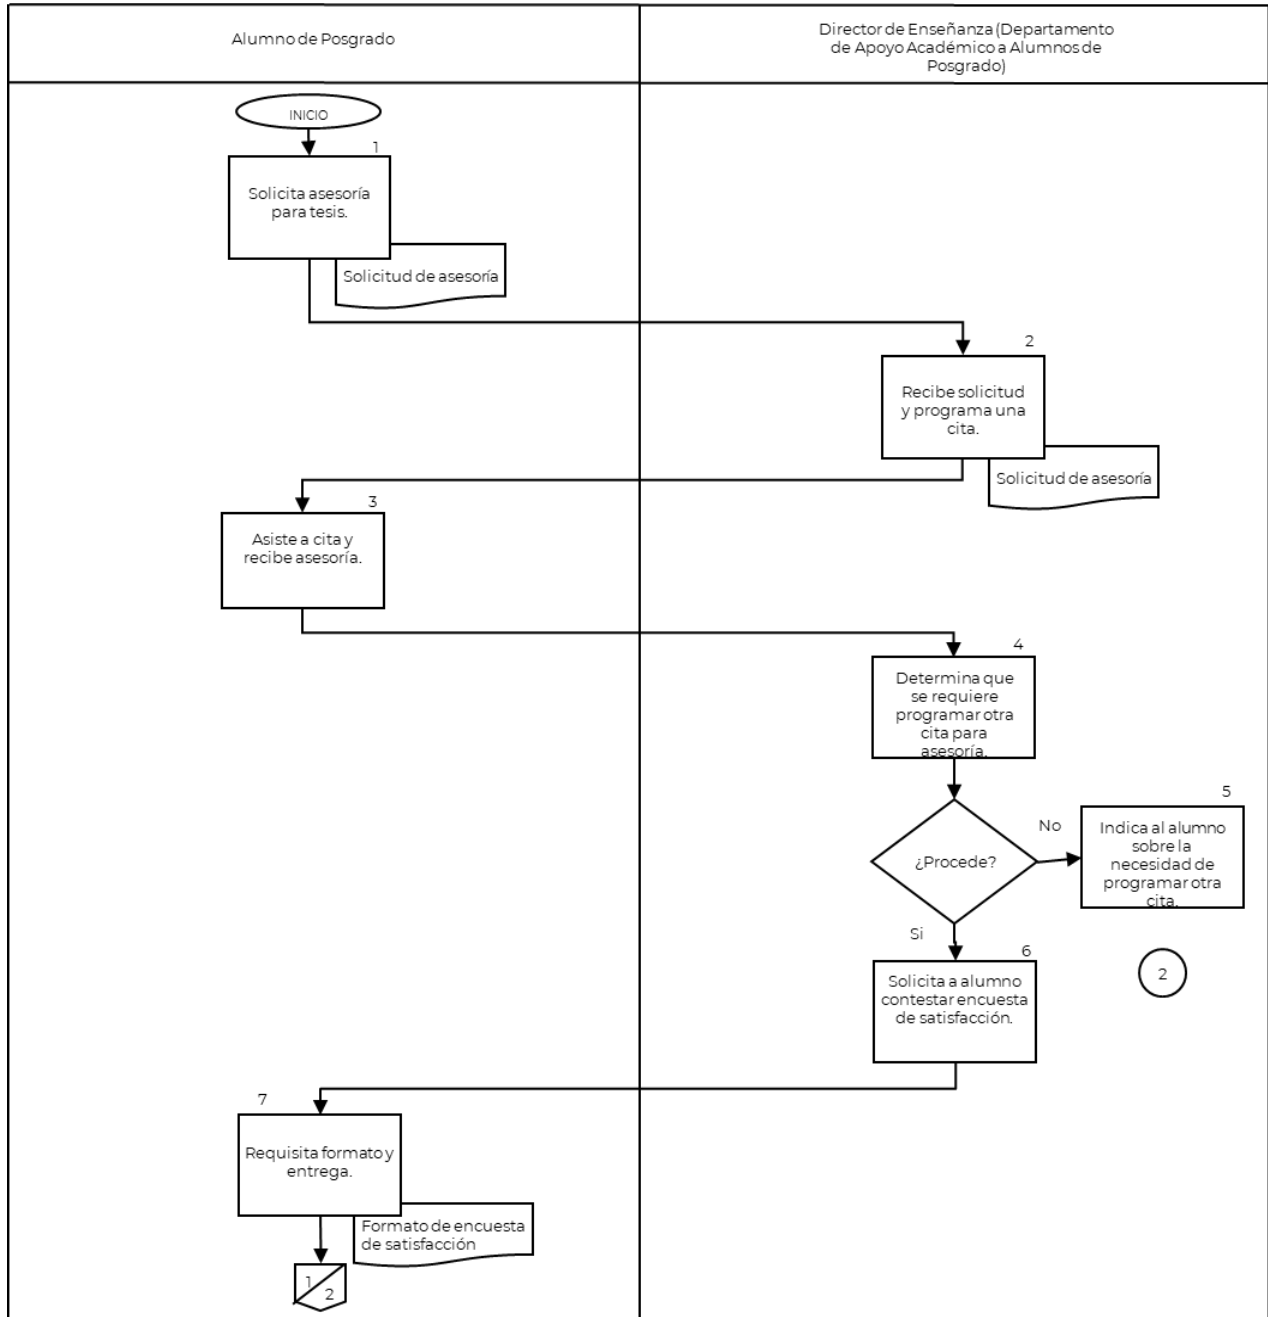 Alumno de Posgrado
Director de Enseñanza (Departamento
de Apoyo Académico a Alumnos de
Posgrado)
INICIO
1
Solicita asesoría
para tesis.
Solicitud de asesoría
2
Recibe solicitud
y programa una
cita.
Solicitud de asesoría
3
Asiste a cita y
recibe asesoría.
4
Determina que
se requiere
programar otra
cita para
asesoría.
¿Procede?
No
5
Indica al alumno
sobre la
necesidad de
programar otra
cita.
2
Si
6
Solicita a alumno
contestar encuesta
de satisfacción.
7
Requisita formato y
entrega.
Formato de encuesta
de satisfacción
1
2